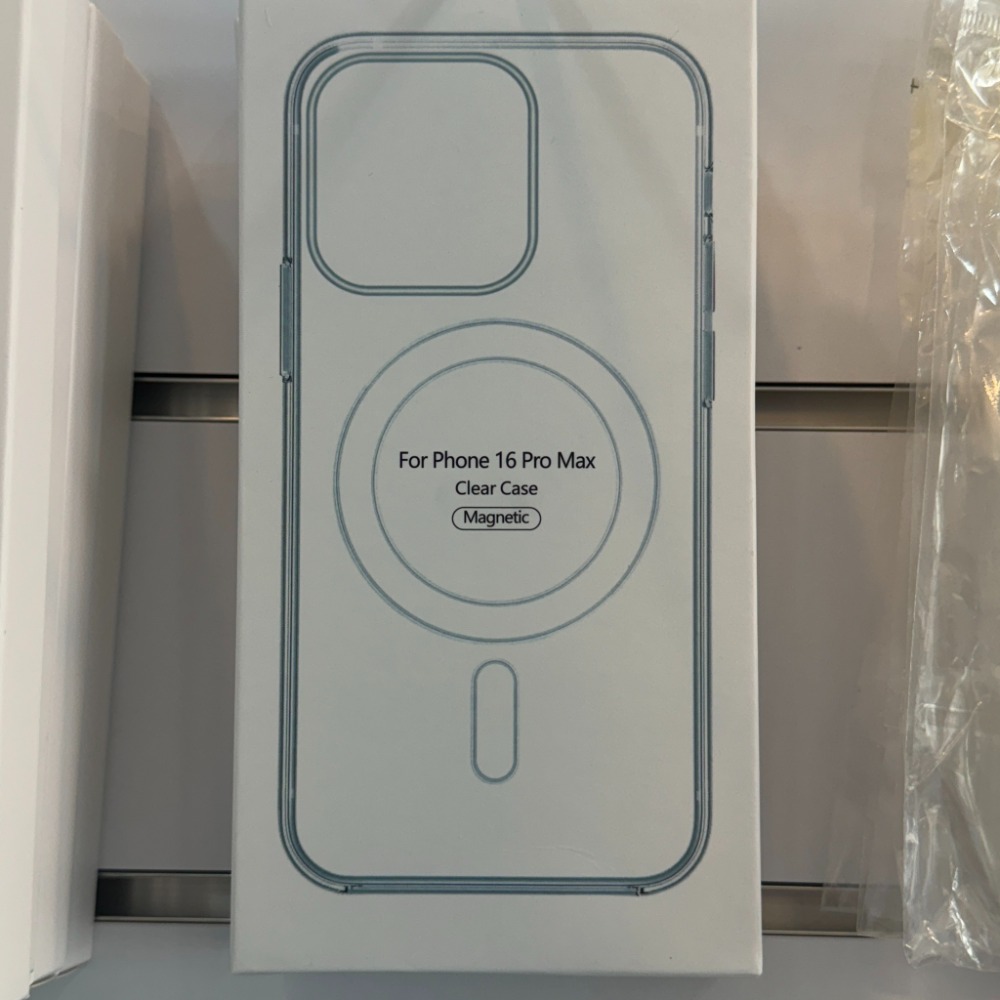 For Phone 16 Pro Max
Clear Case
Magnetic